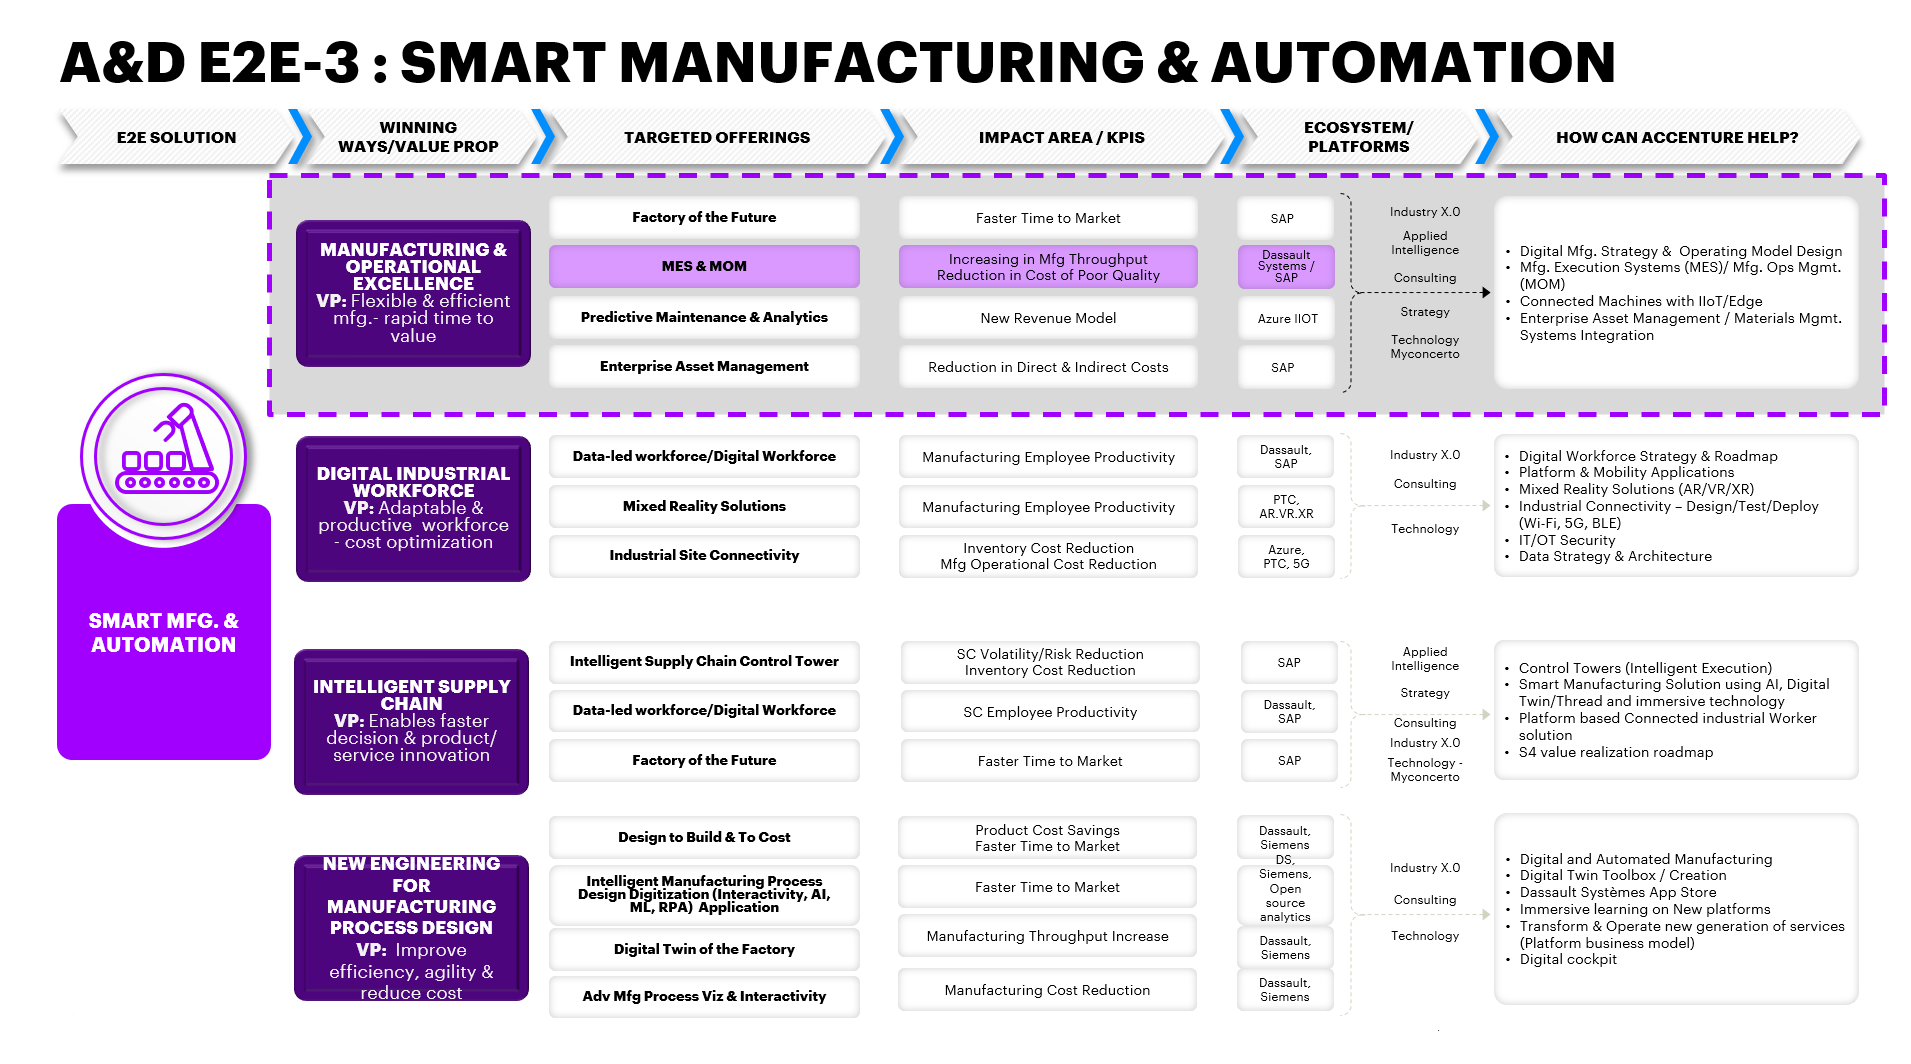 A&D E2E-3 : SMART MANUFACTURING & AUTOMATION
E2E SOLUTION
WINNING
WAYS/VALUE PROP
TARGETED OFFERINGS
IMPACT AREA / KPIS
ECOSYSTEM/
PLATFORMS
HOW CAN ACCENTURE HELP?
SMART MFG. &
AUTOMATION
MANUFACTURING &
OPERATIONAL
EXCELLENCE
VP: Flexible & efficient
mfg.- rapid time to
value
Factory of the Future
Faster Time to Market
SAP
MES & MOM
Increasing in Mfg Throughput
Reduction in Cost of Poor Quality
Dassault
Systems /
SAP
Predictive Maintenance & Analytics
New Revenue Model
Azure IIOT
Enterprise Asset Management
Reduction in Direct & Indirect Costs
SAP
Industry X.0
Applied
Intelligence
Consulting
Strategy
Technology
Myconcerto
• Digital Mfg. Strategy &  Operating Model Design
• Mfg. Execution Systems (MES)/ Mfg. Ops Mgmt.
(MOM)
• Connected Machines with IIoT/Edge
• Enterprise Asset Management / Materials Mgmt.
Systems Integration
DIGITAL INDUSTRIAL
WORKFORCE
VP: Adaptable &
productive  workforce
- cost optimization
Data-led workforce/Digital Workforce
Manufacturing Employee Productivity
Dassault,
SAP
Mixed Reality Solutions
Manufacturing Employee Productivity
PTC,
AR.VR.XR
Industrial Site Connectivity
Inventory Cost Reduction
Mfg Operational Cost Reduction
Azure,
PTC, 5G
Industry X.0
Consulting
Technology
• Digital Workforce Strategy & Roadmap
• Platform & Mobility Applications
• Mixed Reality Solutions (AR/VR/XR)
• Industrial Connectivity – Design/Test/Deploy
(Wi-Fi, 5G, BLE)
• IT/OT Security
• Data Strategy & Architecture
INTELLIGENT SUPPLY
CHAIN
VP: Enables faster
decision & product/
service innovation
Intelligent Supply Chain Control Tower
SC Volatility/Risk Reduction
Inventory Cost Reduction
SAP
Data-led workforce/Digital Workforce
SC Employee Productivity
Dassault,
SAP
Factory of the Future
Faster Time to Market
SAP
Applied
Intelligence
Strategy
Consulting
Industry X.0
Technology -
Myconcerto
• Control Towers (Intelligent Execution)
• Smart Manufacturing Solution using AI, Digital
Twin/Thread and immersive technology
• Platform based Connected industrial Worker
solution
• S4 value realization roadmap
NEW ENGINEERING
FOR
MANUFACTURING
PROCESS DESIGN
VP:  Improve
efficiency, agility &
reduce cost
Design to Build & To Cost
Product Cost Savings
Faster Time to Market
Dassault,
Siemens
Intelligent Manufacturing Process
Design Digitization (Interactivity, AI,
ML, RPA)  Application
Faster Time to Market
DS,
Siemens,
Open
source
analytics
Digital Twin of the Factory
Manufacturing Throughput Increase
Dassault,
Siemens
Adv Mfg Process Viz & Interactivity
Manufacturing Cost Reduction
Dassault,
Siemens
Industry X.0
Consulting
Technology
• Digital and Automated Manufacturing
• Digital Twin Toolbox / Creation
• Dassault Systèmes App Store
• Immersive learning on New platforms
• Transform & Operate new generation of services
(Platform business model)
• Digital cockpit